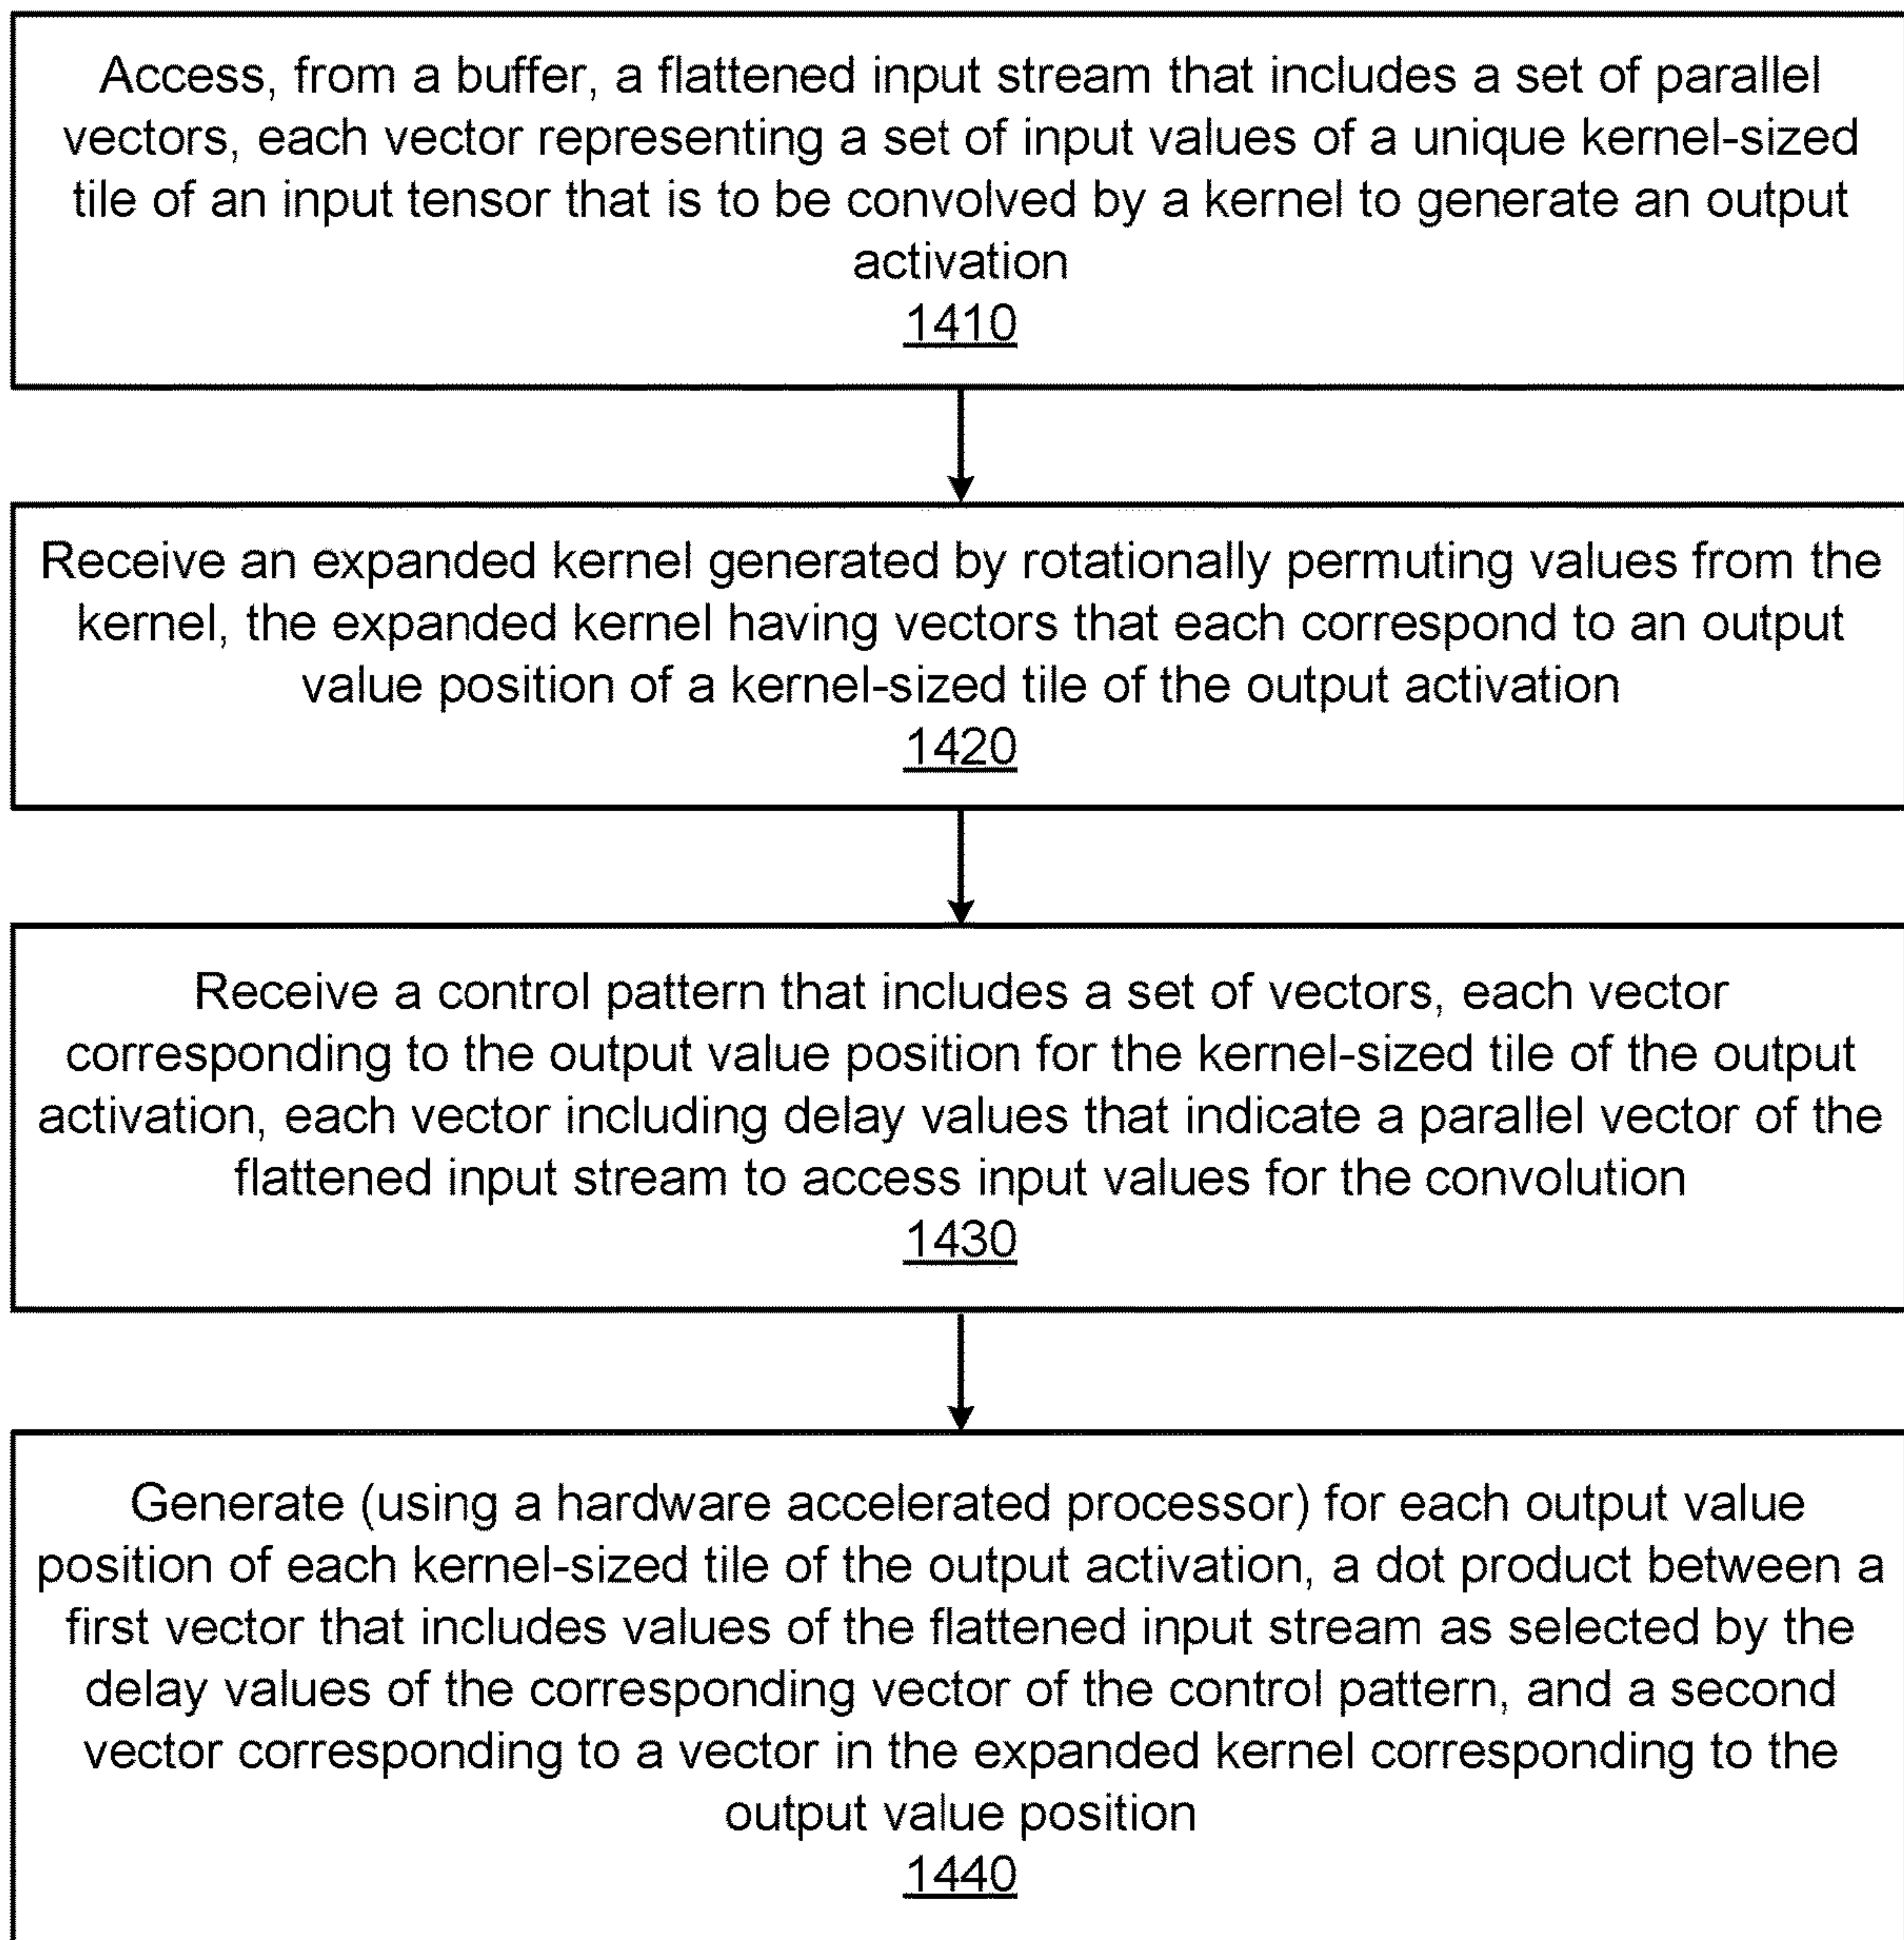 Access, from a buffer, a flattened input stream that includes a set of parallel
vectors, each vector representing a set of input values of a unique kernel-sized
tile of an input tensor that is to be convolved by a kernel to generate an output
activation
1410
Receive an expanded kernel generated by rotationally permuting values from the
kernel, the expanded kernel having vectors that each correspond to an output
value position of a kernel-sized tile of the output activation
1420
Receive a control pattern that includes a set of vectors, each vector
corresponding to the output value position for the kernel-sized tile of the output
activation, each vector including delay values that indicate a parallel vector of the
flattened input stream to access input values for the convolution
1430
Generate (using a hardware accelerated processor) for each output value
position of each kernel-sized tile of the output activation, a dot product between a
first vector that includes values of the flattened input stream as selected by the
delay values of the corresponding vector of the control pattern, and a second
vector corresponding to a vector in the expanded kernel corresponding to the
output value position
1440